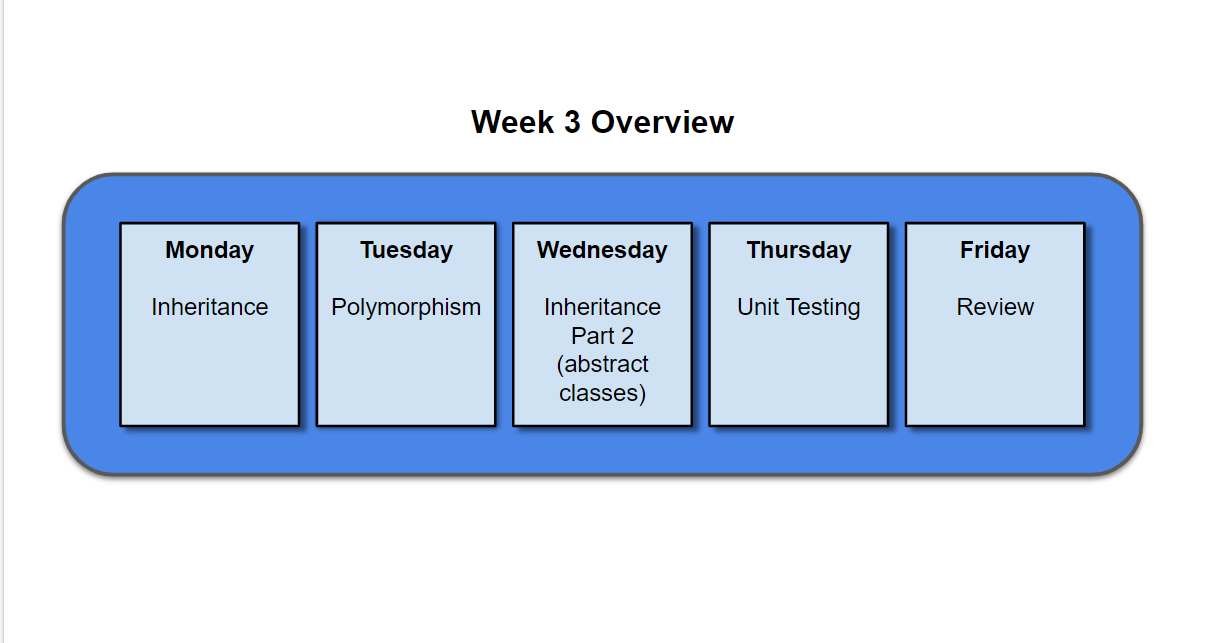 Week 3 Overview
Monday
Inheritance
Tuesday
Polymorphism
Wednesday
Inheritance
Part 2
(abstract
classes)
Thursday
Unit Testing
Friday
Review